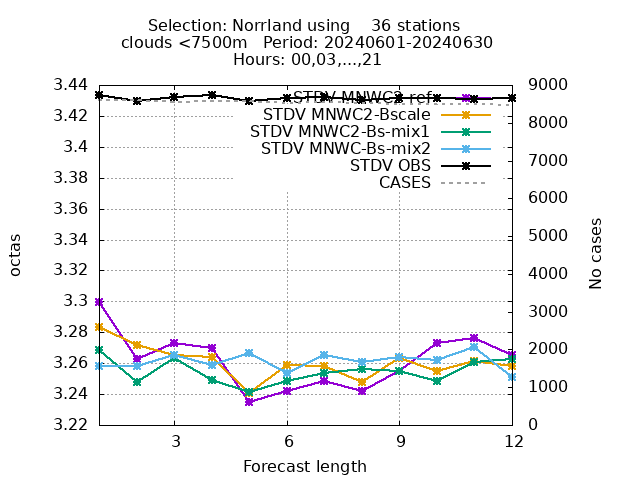 Selection: Norrland using    36 stations
clouds <7500m   Period: 20240601-20240630
Hours: 00,03,...,21
STDV MNWC2-ref
STDV MNWC2-Bscale
STDV MNWC2-Bs-mix1
STDV MNWC-Bs-mix2
STDV OBS
CASES
3.44
3.42
3.4
3.38
3.36
3.34
3.32
3.3
3.28
3.26
3.24
3.22
octas
9000
8000
7000
6000
5000
4000
3000
2000
1000
0
No cases
3 6 9 12
Forecast length